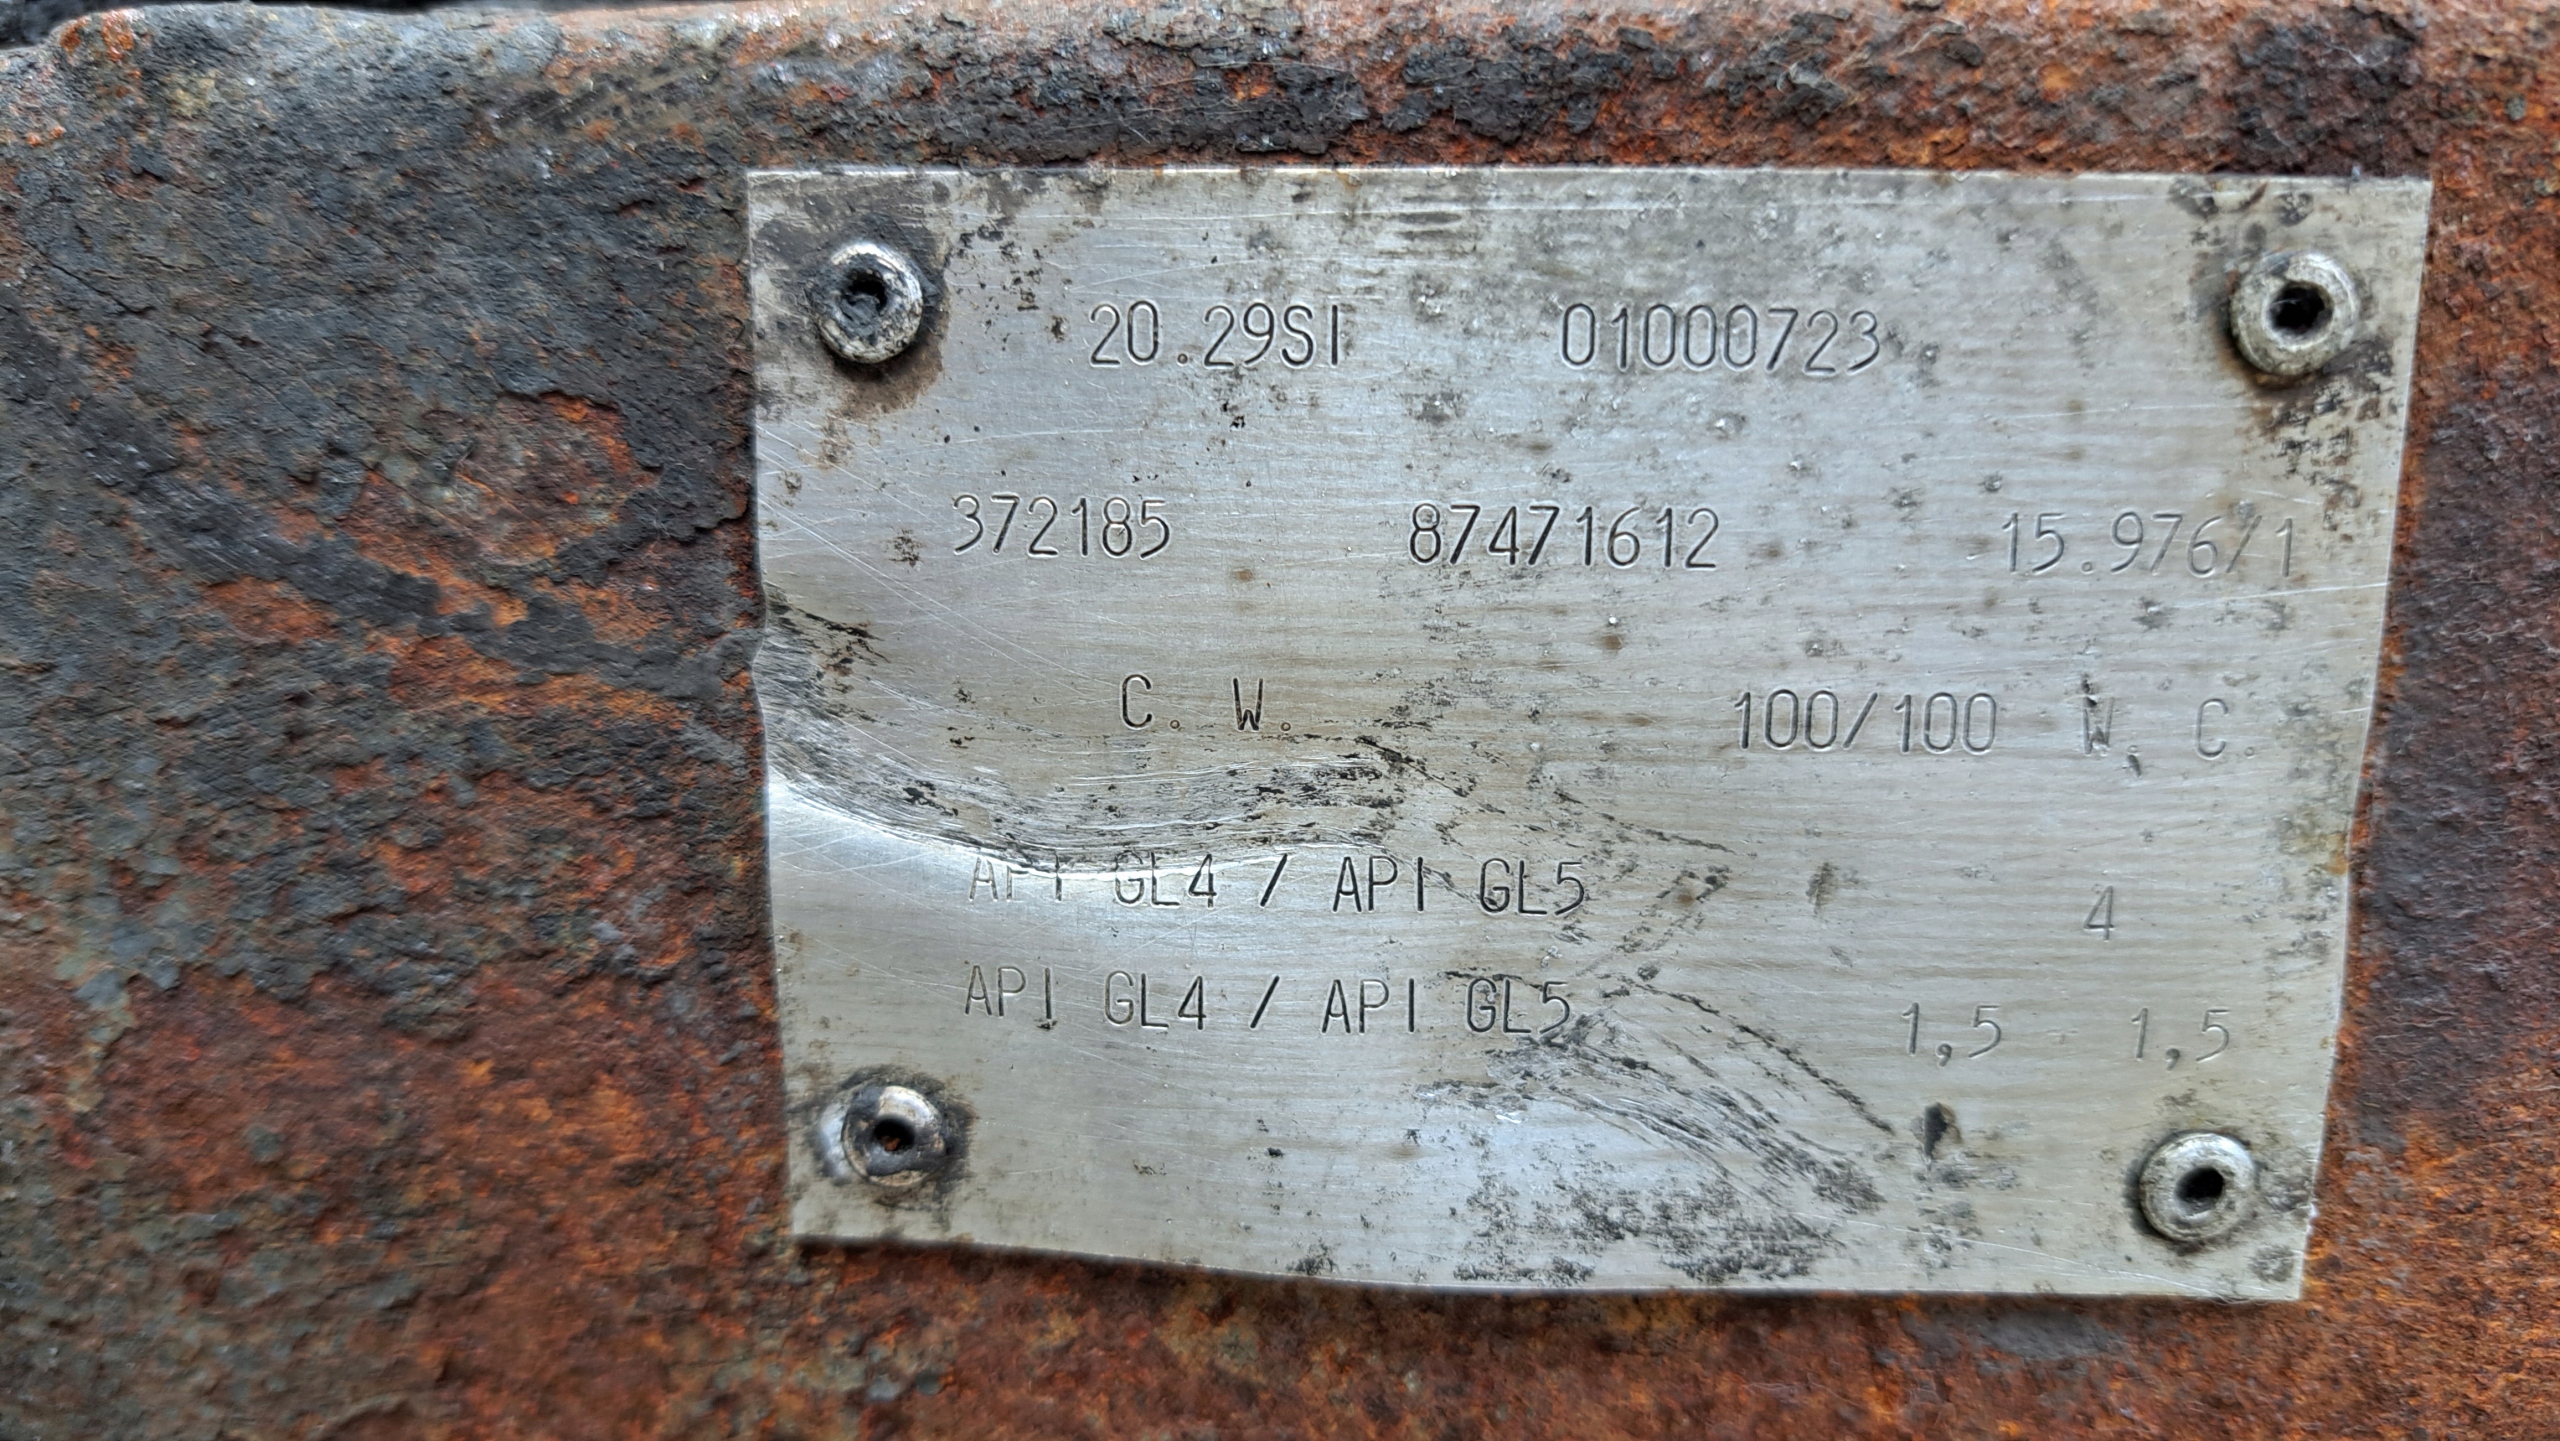 20.29SI 01000723
372185 87471612 15.976/1
C. W. 100/100 W. C.
API GL4 / API GL5 4
API GL4 / API GL5 1,5 - 1,5